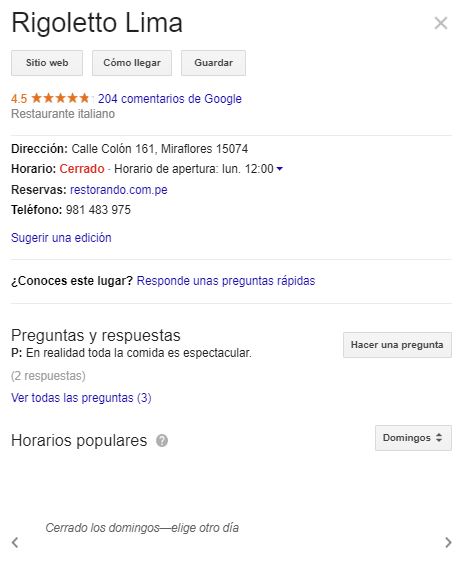 Rigoletto Lima
Sitio web Cómo llegar Guardar
4.5 204 comentarios de Google
Restaurante italiano
Dirección: Calle Colón 161, Miraflores 15074
Horario: Cerrado · Horario de apertura: lun. 12:00
Reservas: restorando.com.pe
Teléfono: 981 483 975
Sugerir una edición
¿Conoces este lugar? Responde unas preguntas rápidas
Preguntas y respuestas
Hacer una pregunta
P: En realidad toda la comida es espectacular.
(2 respuestas)
Ver todas las preguntas (3)
Horarios populares ? Domingos
Cerrado los domingos—elige otro día